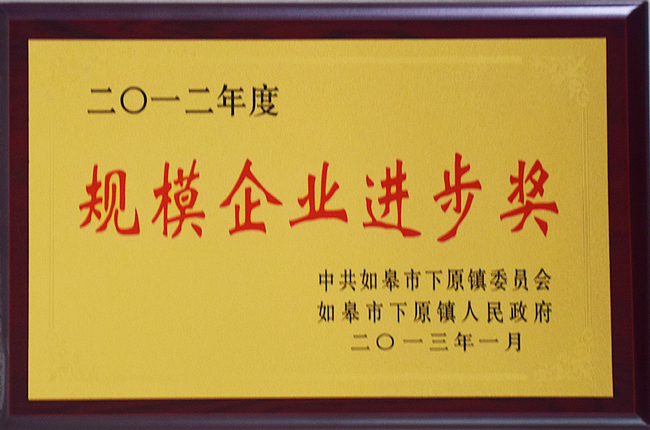 二〇一二年度
规模企业进步奖
中共如皋市下原镇委员会
如皋市下原镇人民政府
二〇一三年一月